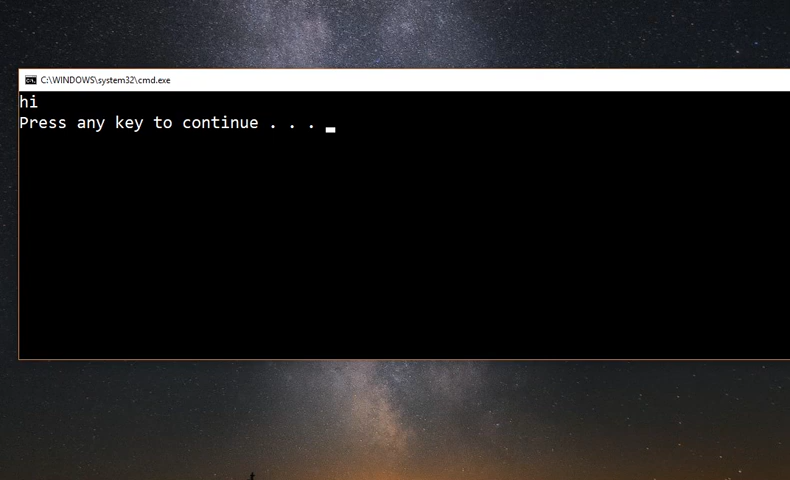 C:\WINDOWS\system32\cmd.exe
hi
Press any key to continue . . .